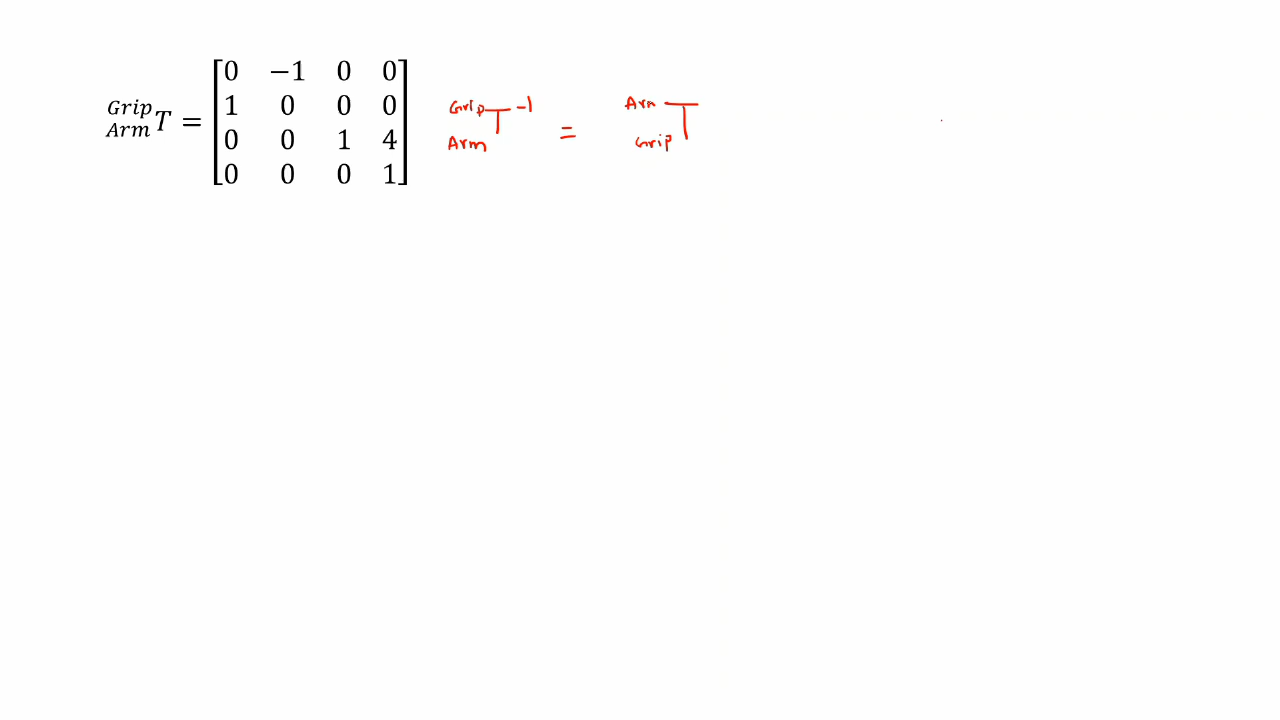 Grip
Arm T = [0 −1 0 0
1 0 0 0
0 0 1 4
0 0 0 1]
Grip T -1 = Arm T
Arm Grip